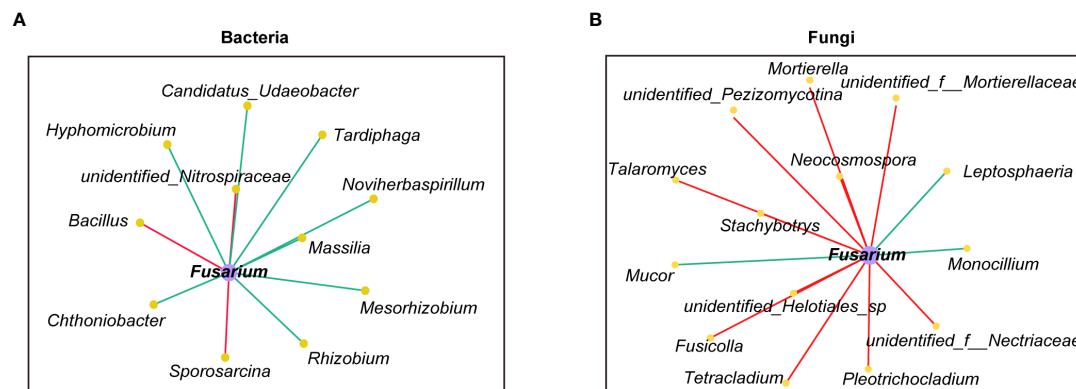 A
Bacteria
Candidatus_Udaeobacter
Hyphomicrobium
Tardiphaga
unidentified_Nitrospiraceae
Noviherbaspirillum
Bacillus
Massilia
Fusarium
Mesorhizobium
Chthoniobacter
Rhizobium
Sporosarcina
B
Fungi
Mortierella
unidentified_f__Mortierellaceae
unidentified_Pezizomycotina
Neocosmospora
Talaromyces
Leptosphaeria
Stachybotrys
Fusarium
Monocillium
Mucor
unidentified_Helotiales_sp
unidentified_f__Nectriaceae
Fusicolla
Tetracladium
Pleotrichocladium